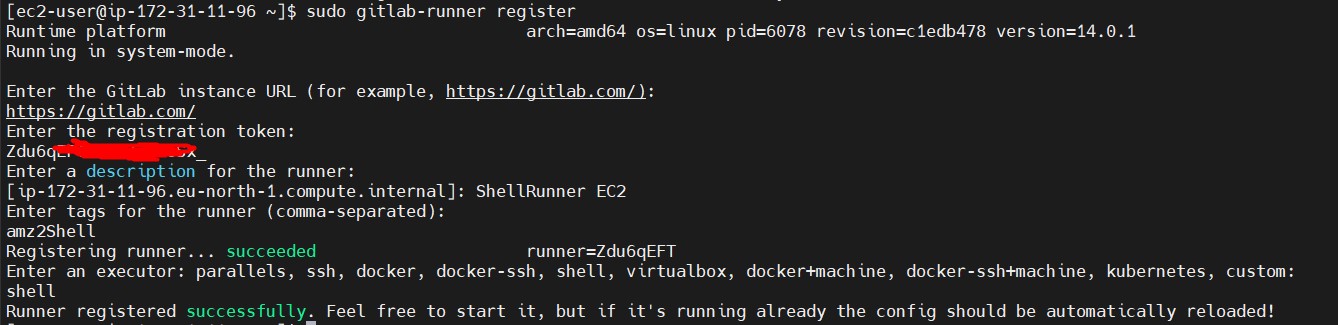 [ec2-user@ip-172-31-11-96 ~]$ sudo gitlab-runner register
Runtime platform arch=amd64 os=linux pid=6078 revision=c1edb478 version=14.0.1
Running in system-mode.
Enter the GitLab instance URL (for example, https://gitlab.com/):
https://gitlab.com/
Enter the registration token:
Enter a description for the runner:
[ip-172-31-11-96.eu-north-1.compute.internal]: ShellRunner EC2
Enter tags for the runner (comma-separated):
amz2Shell
Registering runner... succeeded runner=Zdu6qEFT
Enter an executor: parallels, ssh, docker, docker-ssh, shell, virtualbox, docker+machine, docker-ssh+machine, kubernetes, custom:
shell
Runner registered successfully. Feel free to start it, but if it's running already the config should be automatically reloaded!